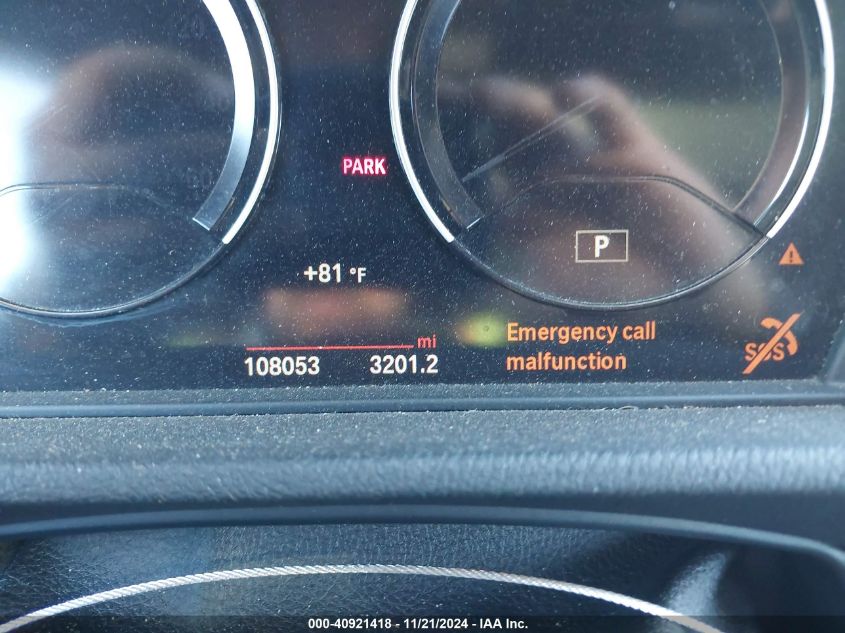 PARK
P
+81 °F
mi
108053 3201.2
Emergency call
malfunction
SOS
000-40921418 - 11/21/2024 - IAA Inc.